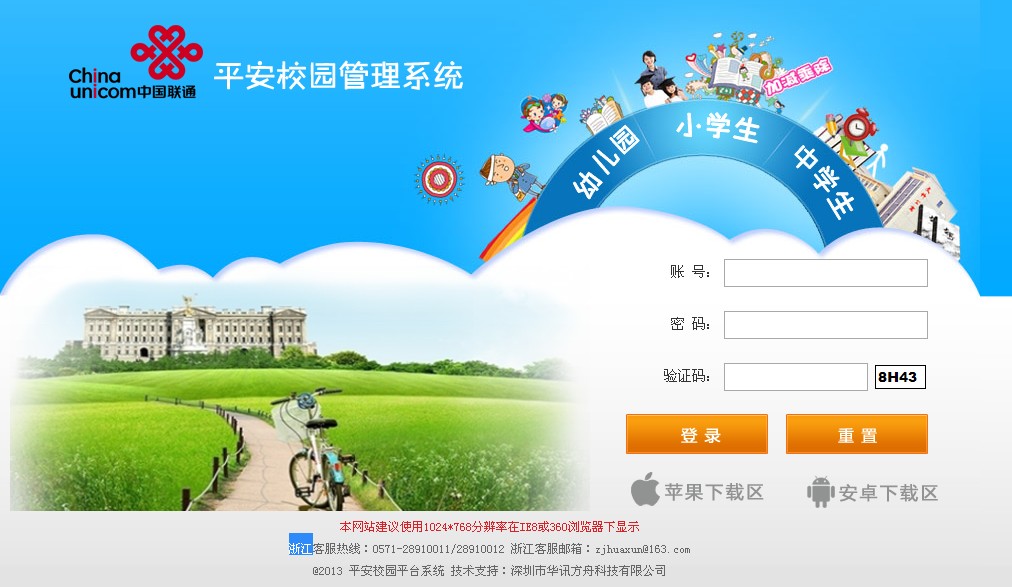 China
unicom中国联通
平安校园管理系统
幼儿园
小学生
中学生
加减乘除
账 号：
密 码：
验证码：
8H43
登 录
重 置
苹果下载区
安卓下载区
本网站建议使用1024*768分辨率在IE8或360浏览器下显示
浙江客服热线：0571-28910011/28910012 浙江客服邮箱：zjhuaxun@163.com
@2013 平安校园平台系统 技术支持：深圳市华讯方舟科技有限公司